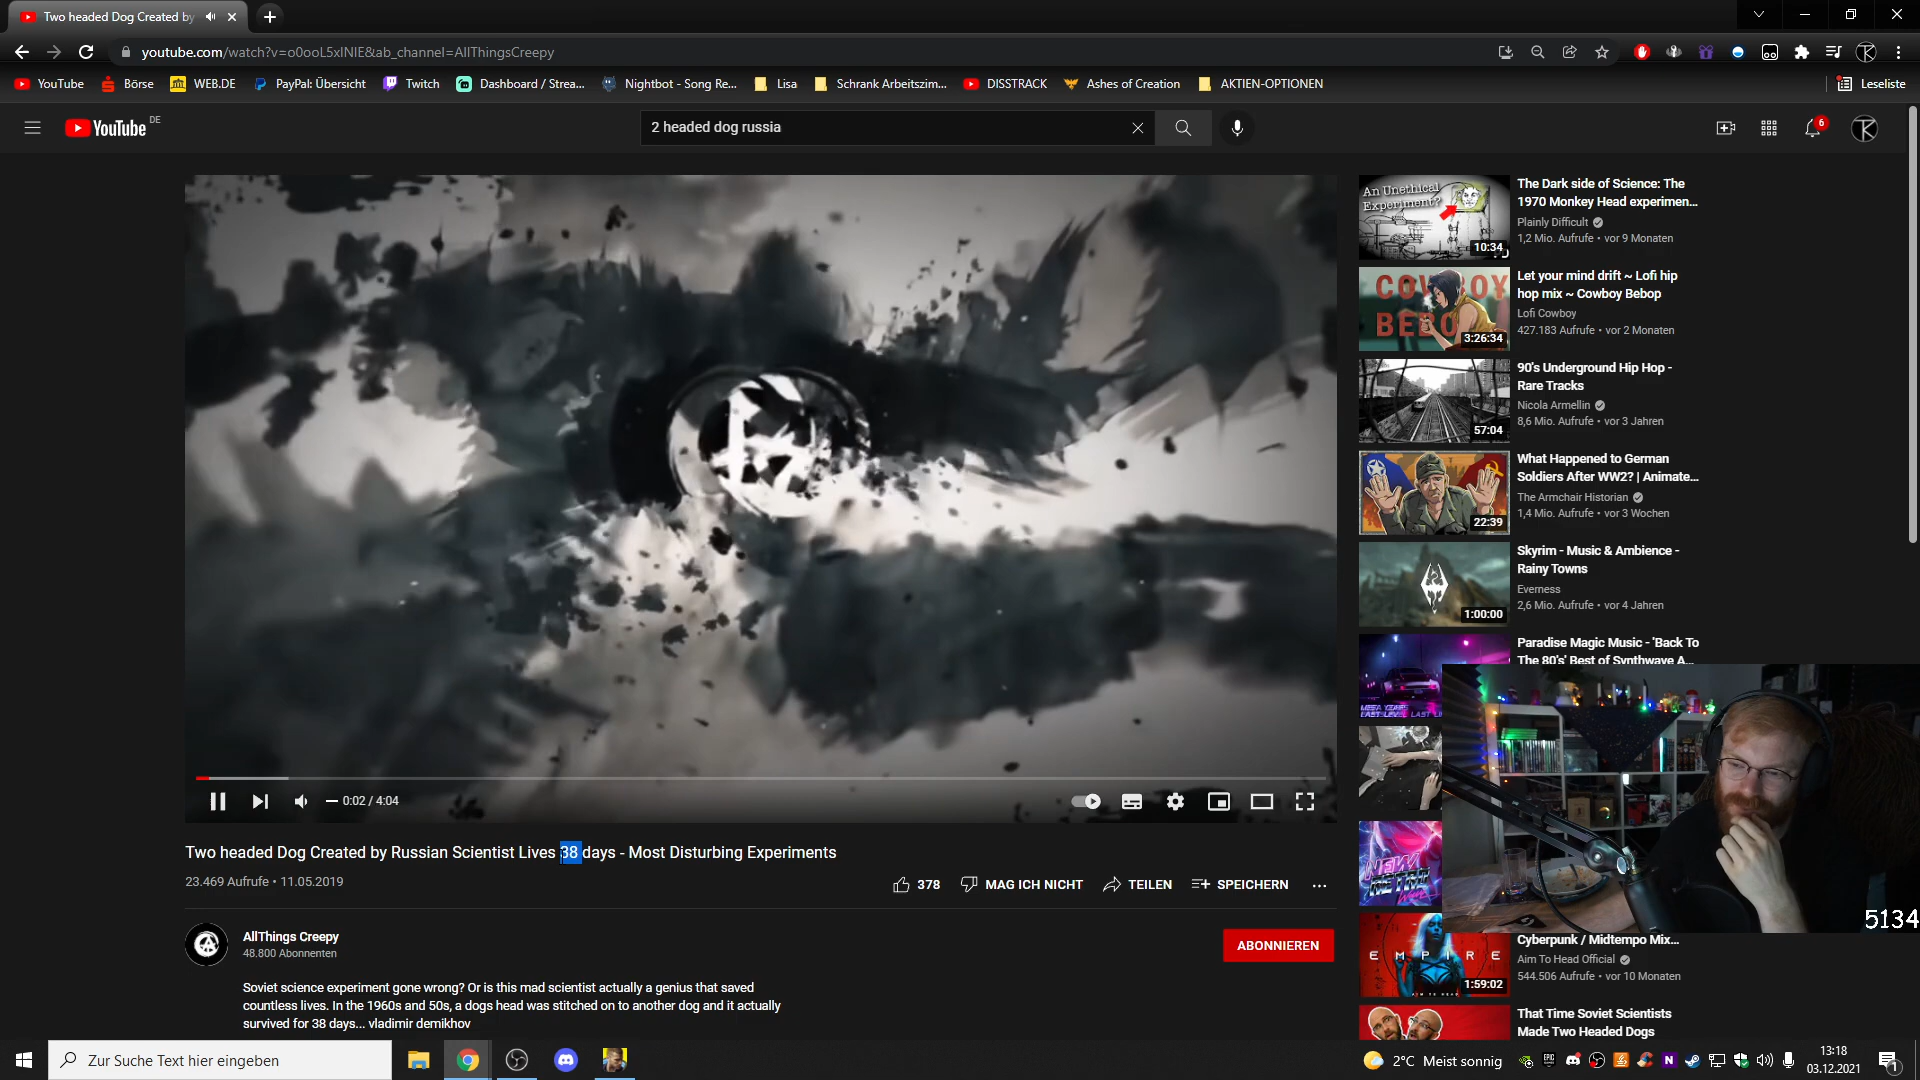 Two headed Dog Created by
youtube.com/watch?v=o0ooL5xINIE&ab_channel=AllThingsCreepy
YouTube
Börse
WEB.DE
PayPal: Übersicht
Twitch
Dashboard / Strea...
Nightbot - Song Re...
Lisa
Schrank Arbeitszim...
DISSTRACK
Ashes of Creation
AKTIEN-OPTIONEN
Leseliste
YouTube DE
2 headed dog russia
6
An Unethical
Experiment?
10:34
The Dark side of Science: The
1970 Monkey Head experimen...
Plainly Difficult
1,2 Mio. Aufrufe • vor 9 Monaten
COWBOY
BEBO
3:26:34
Let your mind drift ~ Lofi hip
hop mix ~ Cowboy Bebop
Lofi Cowboy
427.183 Aufrufe • vor 2 Monaten
57:04
90's Underground Hip Hop -
Rare Tracks
Nicola Armellin
8,6 Mio. Aufrufe • vor 3 Jahren
22:39
What Happened to German
Soldiers After WW2? | Animate...
The Armchair Historian
1,4 Mio. Aufrufe • vor 3 Wochen
1:00:00
Skyrim - Music & Ambience -
Rainy Towns
Everness
2,6 Mio. Aufrufe • vor 4 Jahren
Paradise Magic Music - 'Back To
The 80's' Best of Synthwave A...
NEW
RETRO
Wave
5134
EMPIRE
1:59:02
Cyberpunk / Midtempo Mix...
Aim To Head Official
544.506 Aufrufe • vor 10 Monaten
That Time Soviet Scientists
Made Two Headed Dogs
0:02 / 4:04
Two headed Dog Created by Russian Scientist Lives 38 days - Most Disturbing Experiments
23.469 Aufrufe • 11.05.2019
378
MAG ICH NICHT
TEILEN
SPEICHERN
AllThings Creepy
48.800 Abonnenten
ABONNIEREN
Soviet science experiment gone wrong? Or is this mad scientist actually a genius that saved
countless lives. In the 1960s and 50s, a dogs head was stitched on to another dog and it actually
survived for 38 days... vladimir demikhov
Zur Suche Text hier eingeben
2°C Meist sonnig
13:18
03.12.2021
1